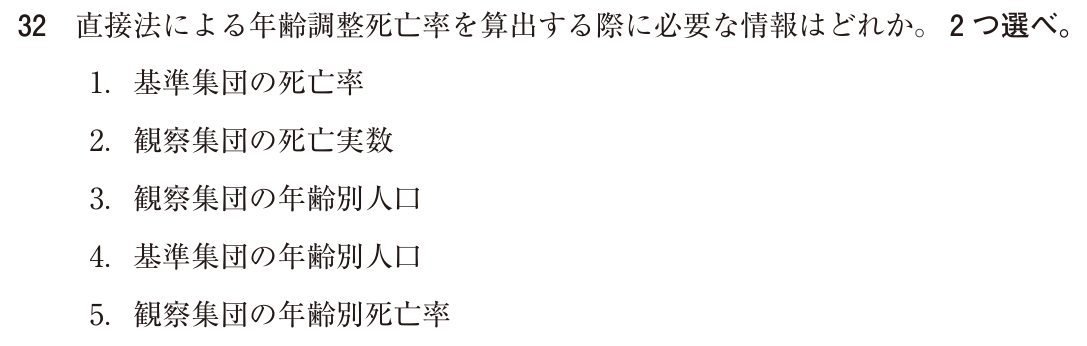 32 直接法による年齢調整死亡率を算出する際に必要な情報はどれか。2つ選べ。
1. 基準集団の死亡率
2. 観察集団の死亡実数
3. 観察集団の年齢別人口
4. 基準集団の年齢別人口
5. 観察集団の年齢別死亡率